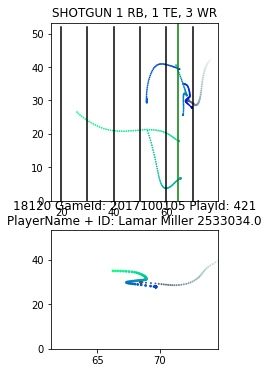 SHOTGUN 1 RB, 1 TE, 3 WR
50
40
30
20
10
0
20 40 60
18120 GameId: 2017100105 PlayId: 421
PlayerName + ID: Lamar Miller 2533034.0
40
20
0
65 70